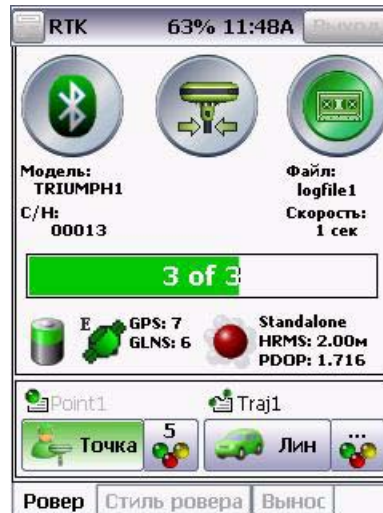 RTK 63% 11:48A Выход
Модель: Файл:
TRIUMPH1 logfile1
С/Н: Скорость:
00013 1 сек
3 of 3
E GPS: 7 Standalone
GLNS: 6 HRMS: 2.00м
PDOP: 1.716
Point1 Traj1
Точка 5 Лин ...
Ровер Стиль ровера Вынос